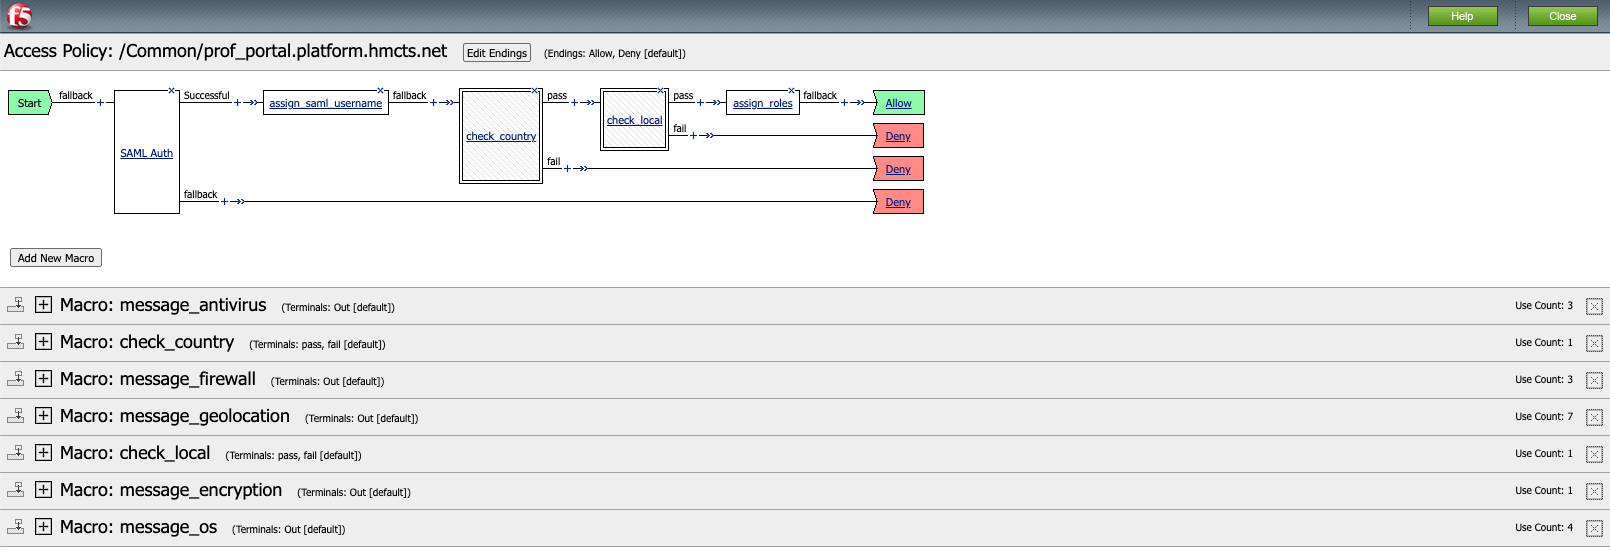 f5
Help
Close
Access Policy: /Common/prof_portal.platform.hmcts.net
Edit Endings
(Endings: Allow, Deny [default])
Start
fallback
Successful
assign_saml_username
fallback
pass
pass
assign_roles
fallback
Allow
check_local
check_country
fail
Deny
SAML Auth
fail
Deny
fallback
Deny
Add New Macro
Macro: message_antivirus (Terminals: Out [default]) Use Count: 3
Macro: check_country (Terminals: pass, fail [default]) Use Count: 1
Macro: message_firewall (Terminals: Out [default]) Use Count: 3
Macro: message_geolocation (Terminals: Out [default]) Use Count: 7
Macro: check_local (Terminals: pass, fail [default]) Use Count: 1
Macro: message_encryption (Terminals: Out [default]) Use Count: 1
Macro: message_os (Terminals: Out [default]) Use Count: 4